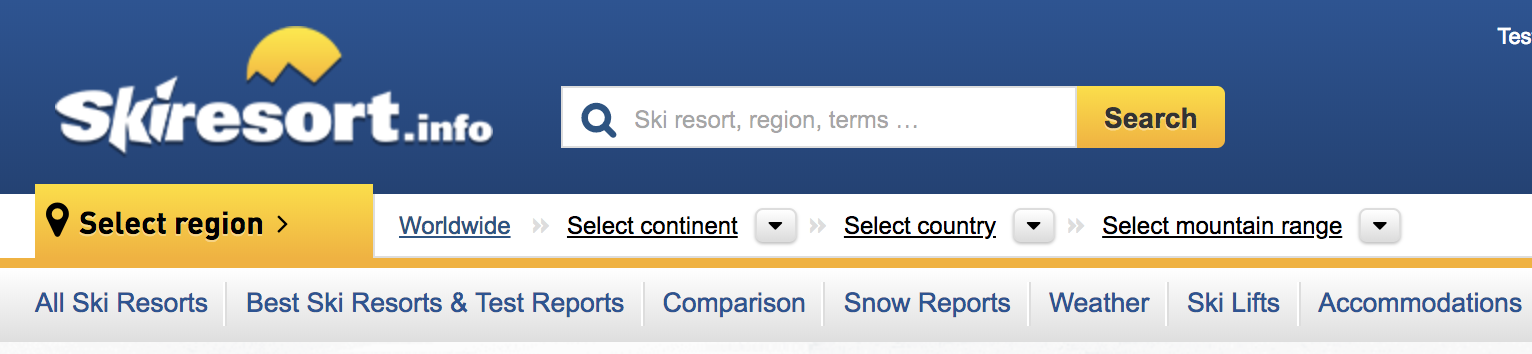 Tes
Skiresort.info
Ski resort, region, terms ...
Search
Select region >
Worldwide » Select continent » Select country » Select mountain range
All Ski Resorts Best Ski Resorts & Test Reports Comparison Snow Reports Weather Ski Lifts Accommodations